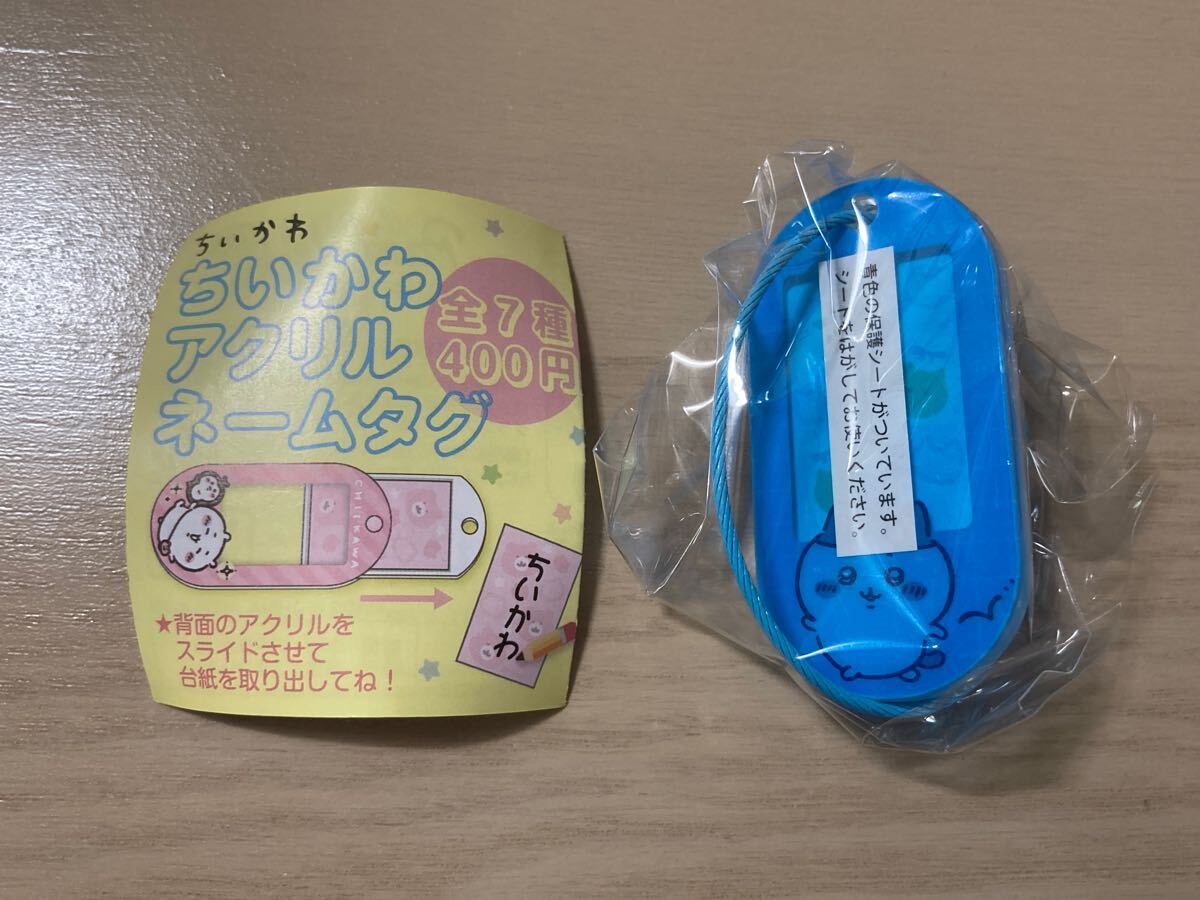 ちいかわ
ちいかわ
アクリル
ネームタグ
全7種
400円
CHIIKAWA
ちいかわ
★背面のアクリルを
スライドさせて
台紙を取り出してね!
青色の保護シートがついています。
シートをはがしてお使いください。